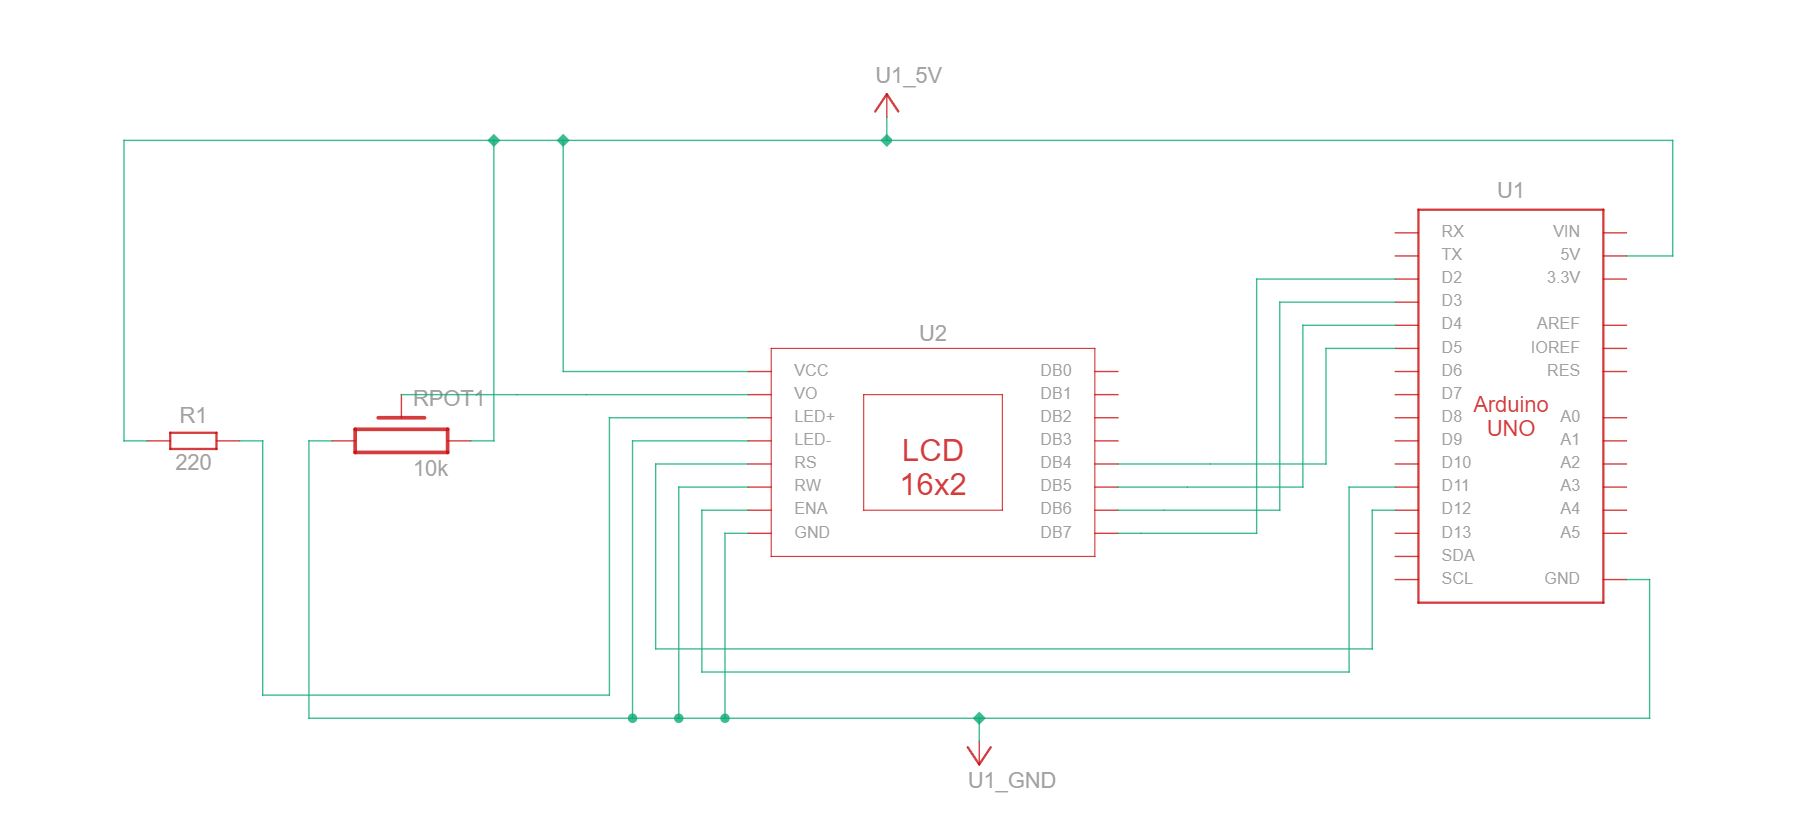 U1_5V
U1
RX
VIN
TX
5V
D2
3.3V
D3
D4
AREF
D5
IOREF
D6
RES
D7
D8
A0
D9
A1
D10
A2
D11
A3
D12
A4
D13
A5
SDA
SCL
GND
Arduino
UNO
U2
VCC
DB0
VO
DB1
LED+
DB2
LED-
DB3
RS
DB4
RW
DB5
ENA
DB6
GND
DB7
LCD
16x2
RPOT1
10k
R1
220
U1_GND